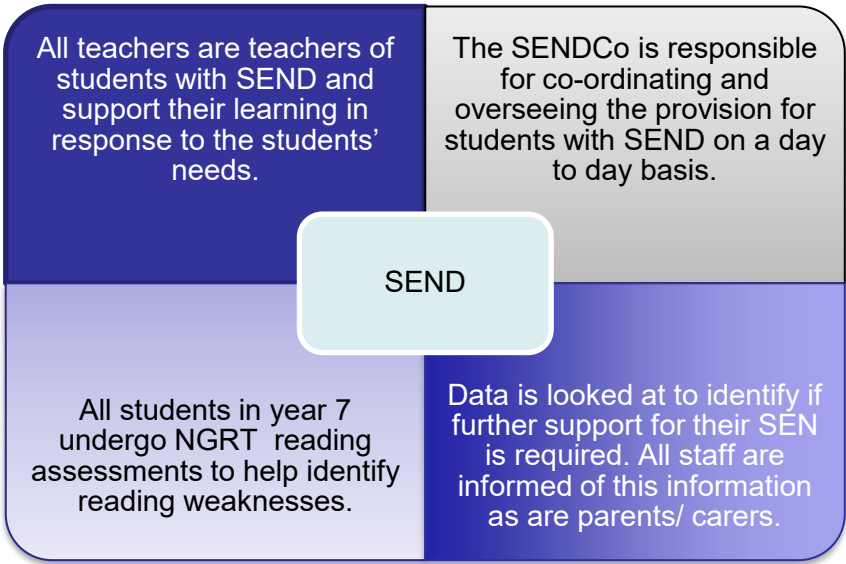 All teachers are teachers of
students with SEND and
support their learning in
response to the students’
needs.
The SENDCo is responsible
for co-ordinating and
overseeing the provision for
students with SEND on a day
to day basis.
SEND
All students in year 7
undergo NGRT  reading
assessments to help identify
reading weaknesses.
Data is looked at to identify if
further support for their SEN
is required. All staff are
informed of this information
as are parents/ carers.